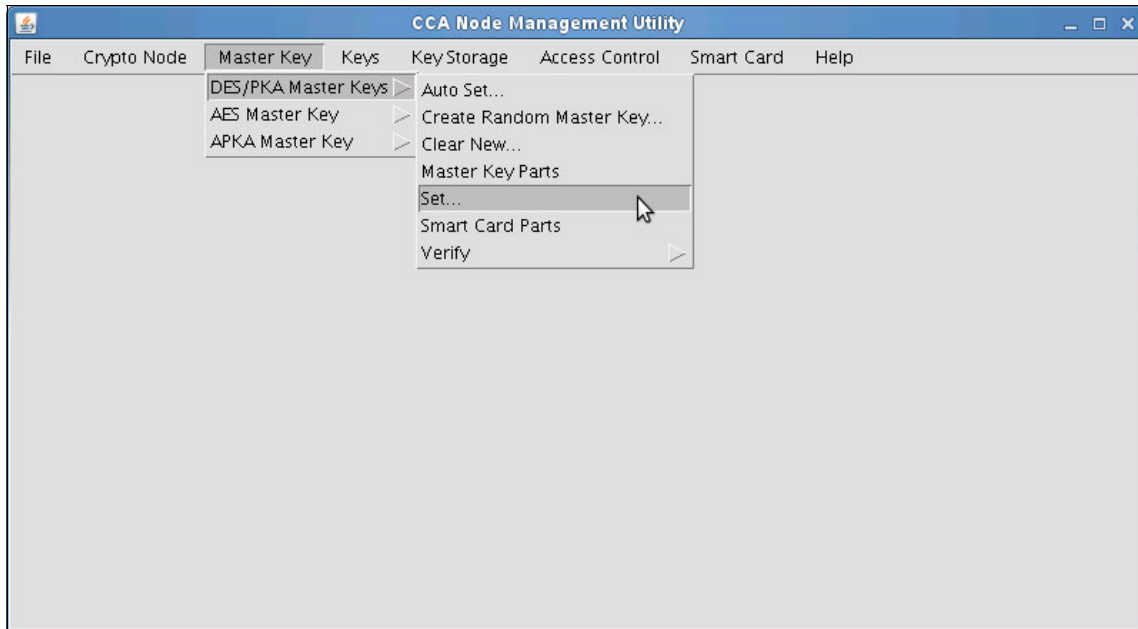 CCA Node Management Utility
File Crypto Node Master Key Keys Key Storage Access Control Smart Card Help
DES/PKA Master Keys
AES Master Key
APKA Master Key
Auto Set...
Create Random Master Key...
Clear New...
Master Key Parts
Set...
Smart Card Parts
Verify